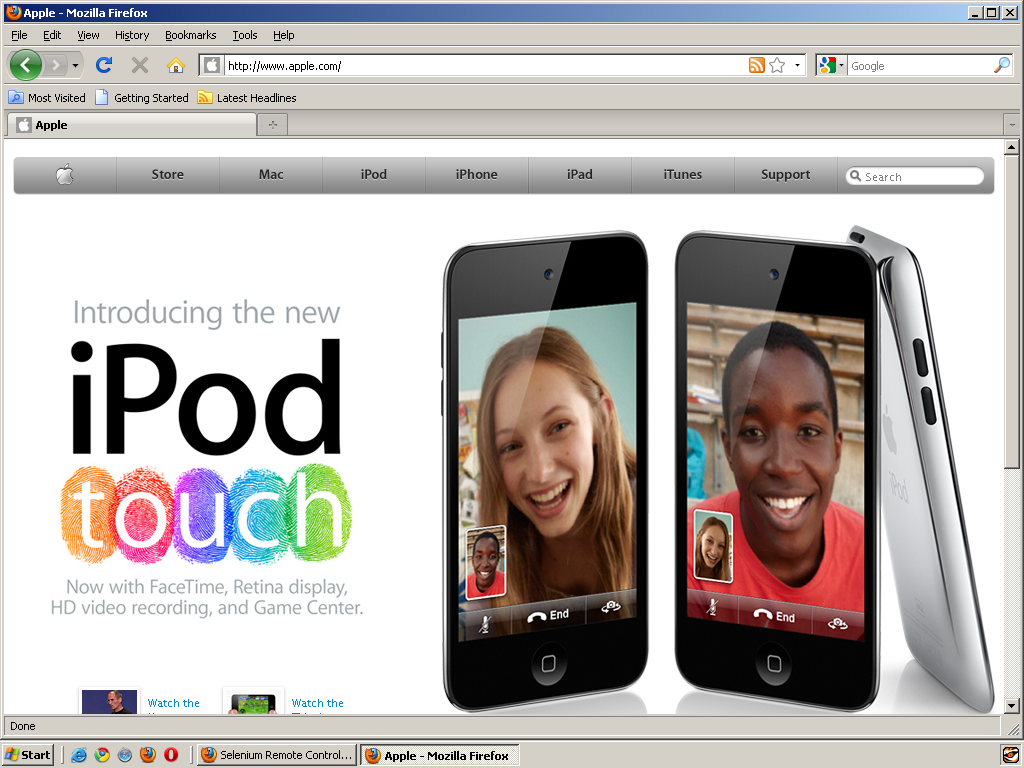 Apple - Mozilla Firefox
File Edit View History Bookmarks Tools Help
http://www.apple.com/ Google
Most Visited Getting Started Latest Headlines
Apple
Store Mac iPod iPhone iPad iTunes Support Search
Introducing the new
iPod
touch
Now with FaceTime, Retina display,
HD video recording, and Game Center.
End
End
iPod
Watch the
Watch the
Done
Start Selenium Remote Control... Apple - Mozilla Firefox